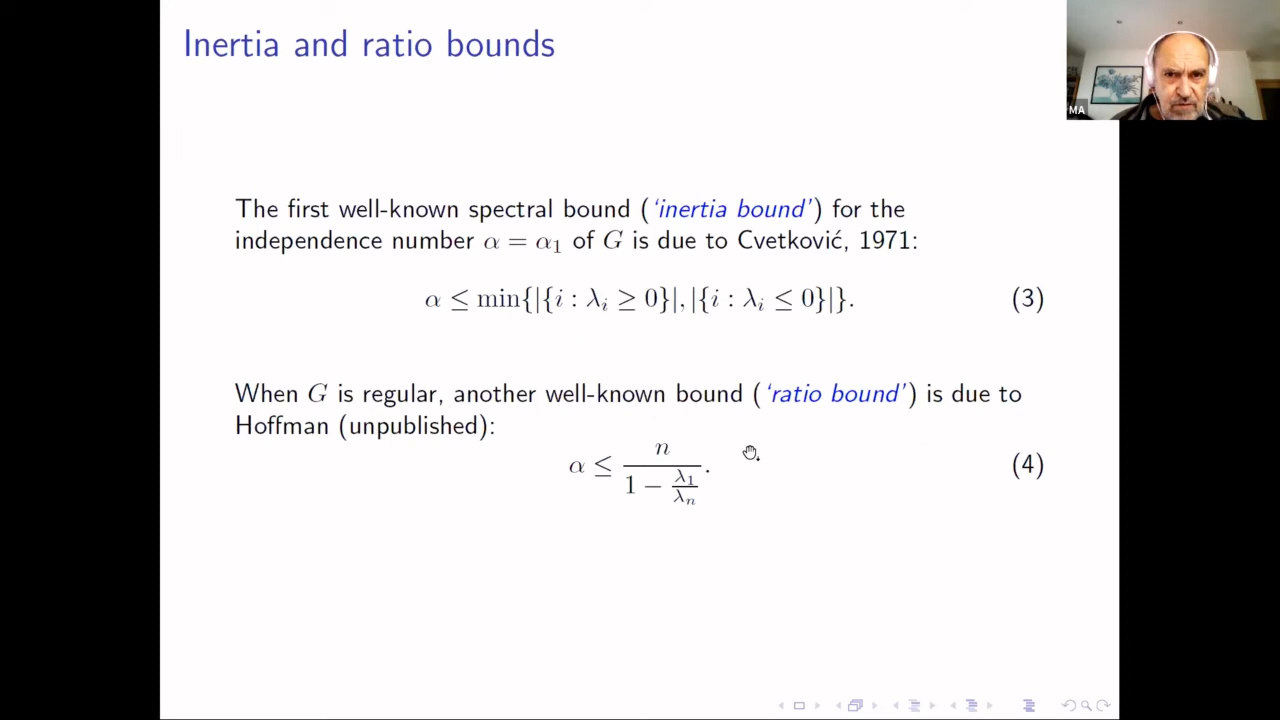 Inertia and ratio bounds
MA
The first well-known spectral bound (‘inertia bound’) for the
independence number α = α₁ of G is due to Cvetković, 1971:
α ≤ min{|{i : λᵢ ≥ 0}|, |{i : λᵢ ≤ 0}|}. (3)
When G is regular, another well-known bound (‘ratio bound’) is due to
Hoffman (unpublished):
α ≤ n / (1 − λ₁/λₙ). (4)